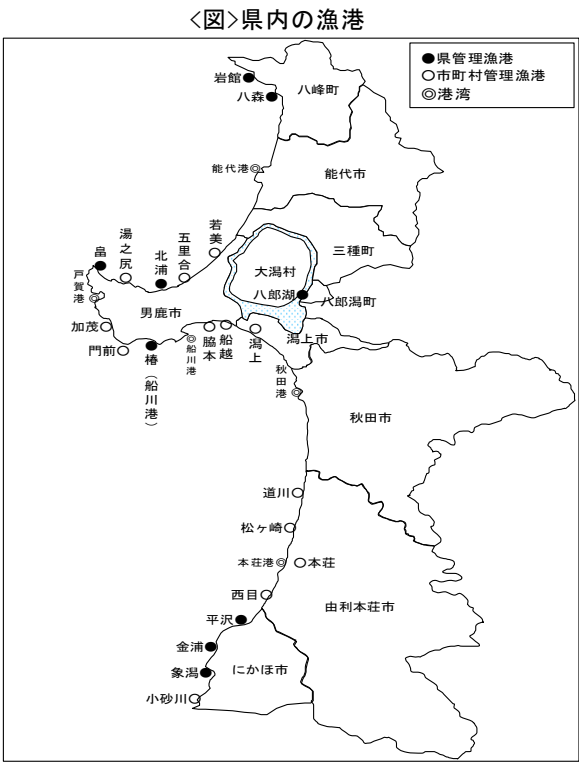 <図>県内の漁港
●県管理漁港
○市町村管理漁港
◎港湾
岩館
八森
八峰町
能代港
能代市
若美
五里合
北浦
湯之尻
畠
戸賀港
三種町
大潟村
八郎湖
八郎潟町
男鹿市
加茂
門前
椿(船川港)
船川港
脇本
船越
潟上
潟上市
秋田港
秋田市
道川
松ヶ崎
本荘港
本荘
西目
由利本荘市
平沢
金浦
象潟
にかほ市
小砂川